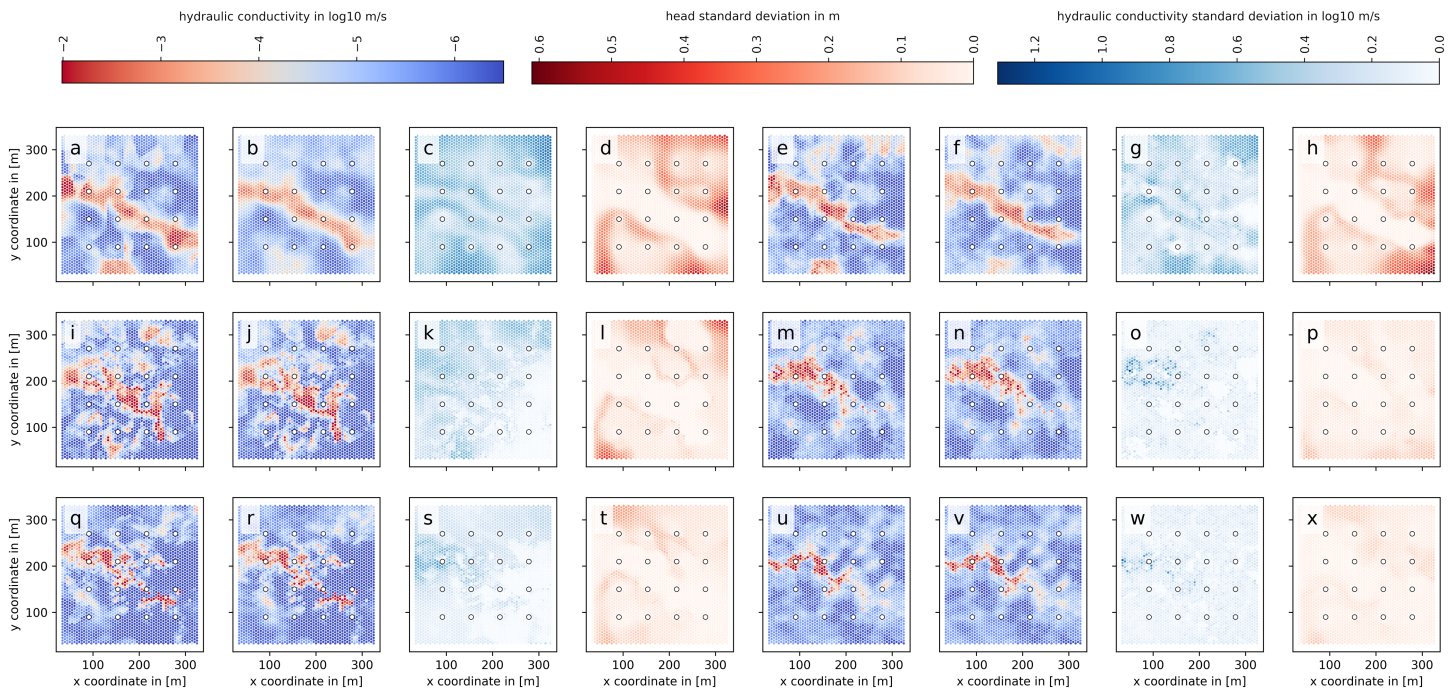 hydraulic conductivity in log10 m/s
head standard deviation in m
hydraulic conductivity standard deviation in log10 m/s
−2 −3 −4 −5 −6
0.6 0.5 0.4 0.3 0.2 0.1 0.0
1.2 1.0 0.8 0.6 0.4 0.2 0.0
a b c d e f g h
y coordinate in [m]
300
200
100
i j k l m n o p
y coordinate in [m]
300
200
100
q r s t u v w x
y coordinate in [m]
300
200
100
100 200 300 100 200 300 100 200 300 100 200 300 100 200 300 100 200 300 100 200 300 100 200 300
x coordinate in [m] x coordinate in [m] x coordinate in [m] x coordinate in [m] x coordinate in [m] x coordinate in [m] x coordinate in [m] x coordinate in [m]